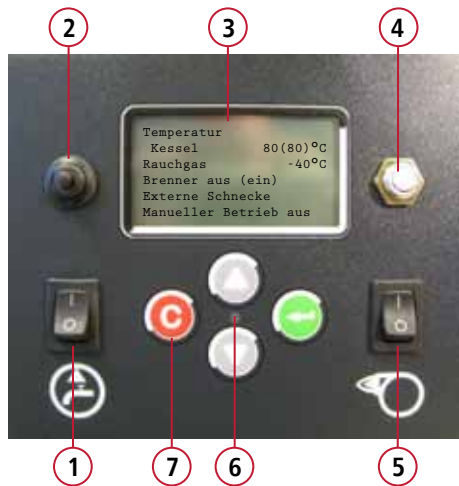 2 3 4
Temperatur
Kessel 80(80)°C
Rauchgas -40°C
Brenner aus (ein)
Externe Schnecke
Manueller Betrieb aus
I O
C
I O
1 7 6 5